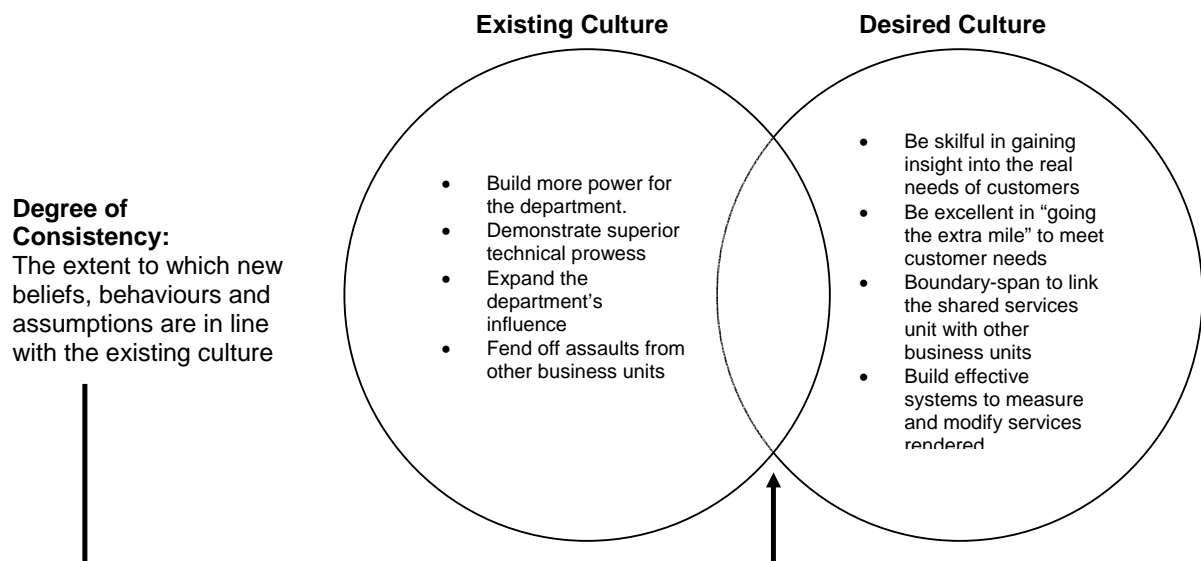 Existing Culture
Desired Culture
Degree of
Consistency:
The extent to which new
beliefs, behaviours and
assumptions are in line
with the existing culture
• Build more power for
the department.
• Demonstrate superior
technical prowess
• Expand the
department’s
influence
• Fend off assaults from
other business units
• Be skilful in gaining
insight into the real
needs of customers
• Be excellent in “going
the extra mile” to meet
customer needs
• Boundary-span to link
the shared services
unit with other
business units
• Build effective
systems to measure
and modify services
rendered